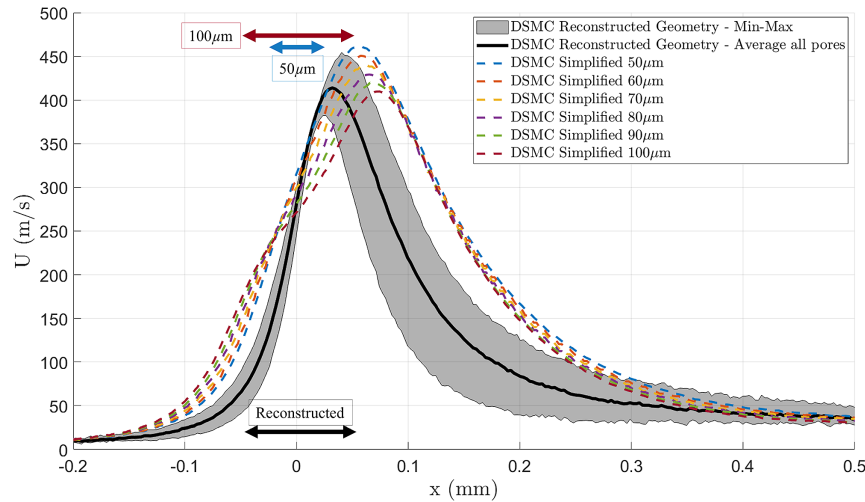 DSMC Reconstructed Geometry - Min-Max
DSMC Reconstructed Geometry - Average all pores
DSMC Simplified 50μm
DSMC Simplified 60μm
DSMC Simplified 70μm
DSMC Simplified 80μm
DSMC Simplified 90μm
DSMC Simplified 100μm
100μm
50μm
Reconstructed
U (m/s)
500
450
400
350
300
250
200
150
100
50
0
-0.2
-0.1
0
0.1
0.2
0.3
0.4
0.5
x (mm)